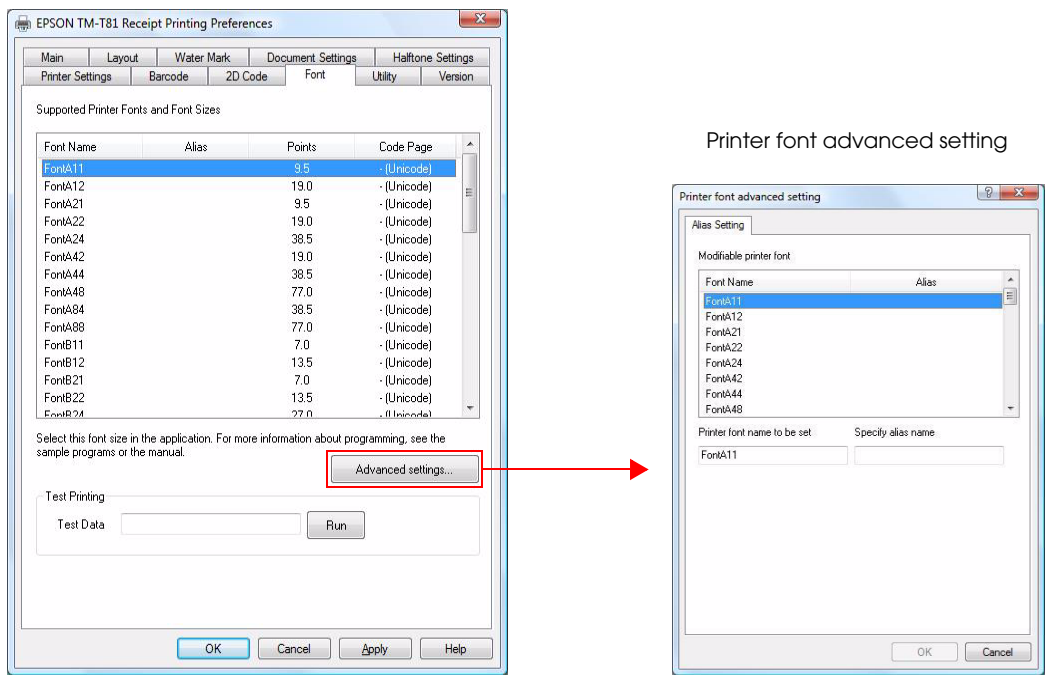 EPSON TM-T81 Receipt Printing Preferences
Main Layout Water Mark Document Settings Halftone Settings
Printer Settings Barcode 2D Code Font Utility Version
Supported Printer Fonts and Font Sizes
Font Name Alias Points Code Page
FontA11 9.5 - (Unicode)
FontA12 19.0 - (Unicode)
FontA21 9.5 - (Unicode)
FontA22 19.0 - (Unicode)
FontA24 38.5 - (Unicode)
FontA42 19.0 - (Unicode)
FontA44 38.5 - (Unicode)
FontA48 77.0 - (Unicode)
FontA84 38.5 - (Unicode)
FontA88 77.0 - (Unicode)
FontB11 7.0 - (Unicode)
FontB12 13.5 - (Unicode)
FontB21 7.0 - (Unicode)
FontB22 13.5 - (Unicode)
FontB24 27.0 - (Unicode)
Select this font size in the application. For more information about programming, see the
sample programs or the manual.
Advanced settings...
Test Printing
Test Data Run
OK Cancel Apply Help
Printer font advanced setting
Printer font advanced setting
Alias Setting
Modifiable printer font
Font Name Alias
FontA11
FontA12
FontA21
FontA22
FontA24
FontA42
FontA44
FontA48
Printer font name to be set Specify alias name
FontA11
OK Cancel